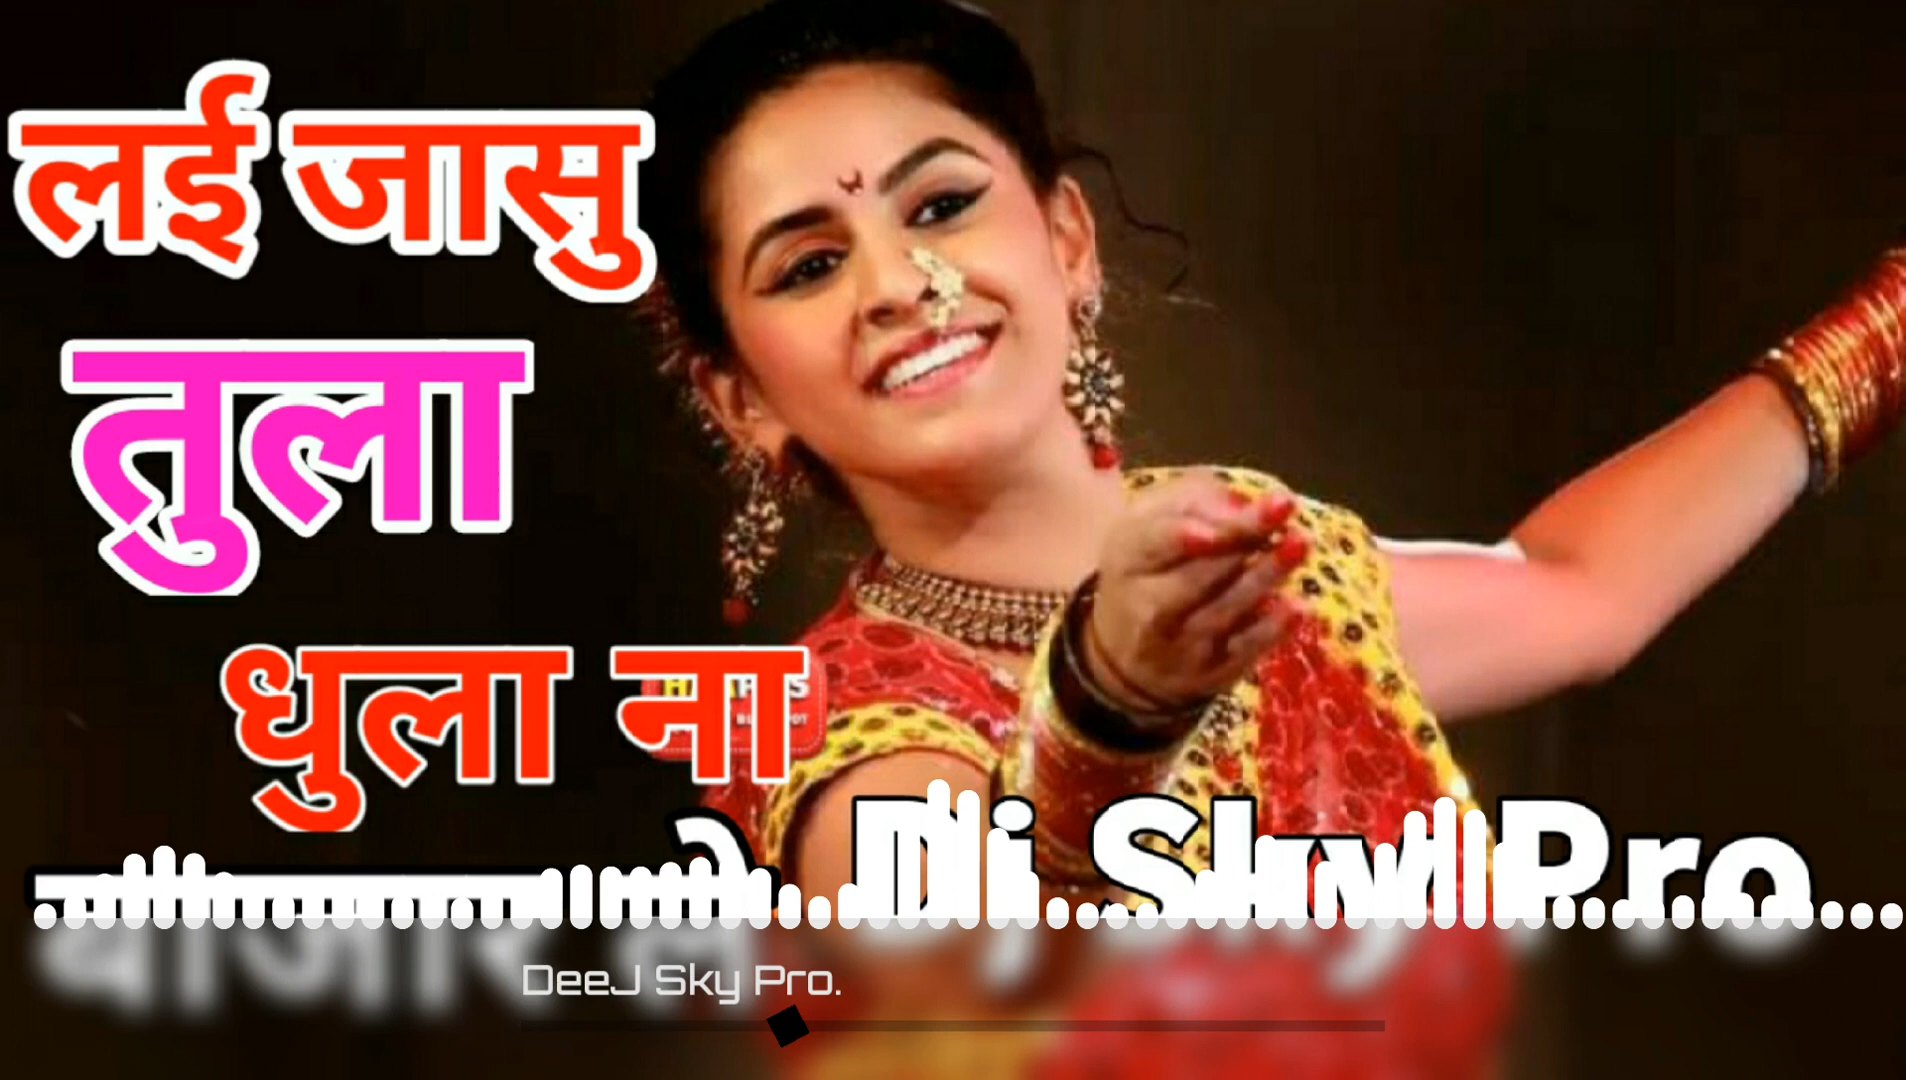 लई जासु
तुला
धुला ना
बाजार ले
Dj Sky Pro
DeeJ Sky Pro.